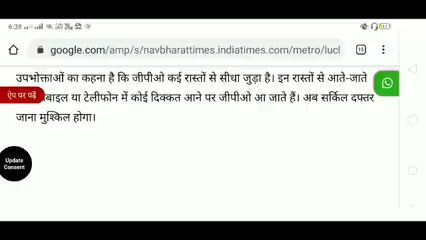 6:38
google.com/amp/s/navbharattimes.indiatimes.com/metro/lucl
15
उपभोक्ताओं का कहना है कि जीपीओ कई रास्तों से सीधा जुड़ा है। इन रास्तों से आते-जाते
ऐप पर पढ़ें
बाइल या टेलीफोन में कोई दिक्कत आने पर जीपीओ आ जाते हैं। अब सर्किल दफ्तर
जाना मुश्किल होगा।
Update
Consent